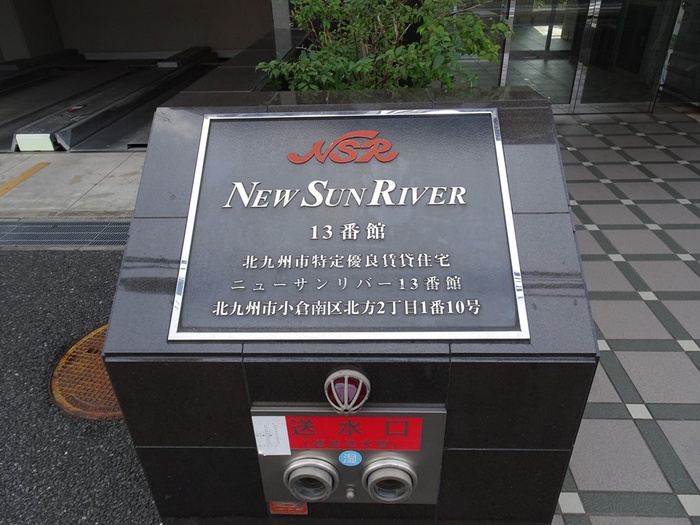 NSR
NEW SUN RIVER
13番館
北九州市特定優良賃貸住宅
ニューサンリバー13番館
北九州市小倉南区北方2丁目1番10号
送水口